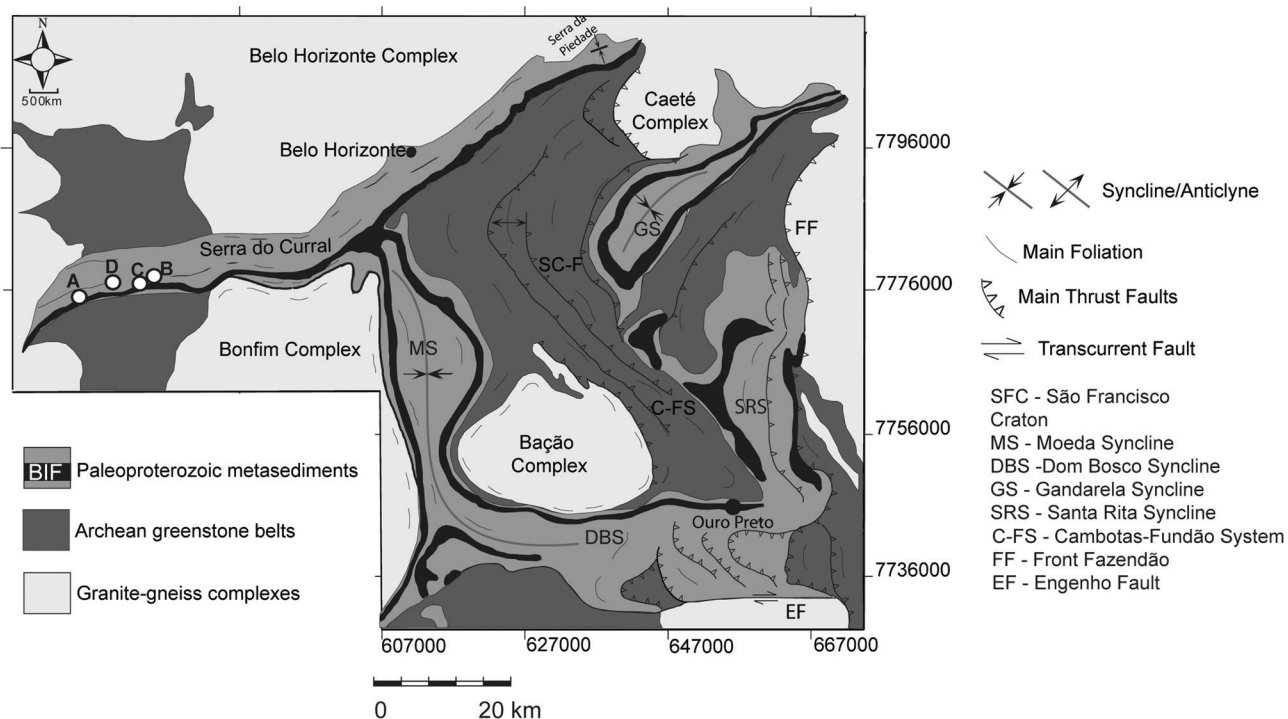 N
500km
Belo Horizonte Complex
Serra da
Piedade
Caeté
Complex
Belo Horizonte
7796000
Syncline/Anticlyne
GS
FF
Serra do Curral
SC-F
Main Foliation
A
D
C
B
7776000
Main Thrust Faults
Bonfim Complex
MS
Transcurrent Fault
C-FS
SRS
SFC - São Francisco
Craton
7756000
Bação
Complex
MS - Moeda Syncline
BIF Paleoproterozoic metasediments
DBS -Dom Bosco Syncline
GS - Gandarela Syncline
Ouro Preto
SRS - Santa Rita Syncline
Archean greenstone belts
DBS
C-FS - Cambotas-Fundão System
FF - Front Fazendão
7736000
EF - Engenho Fault
Granite-gneiss complexes
EF
607000
627000
647000
667000
0
20 km